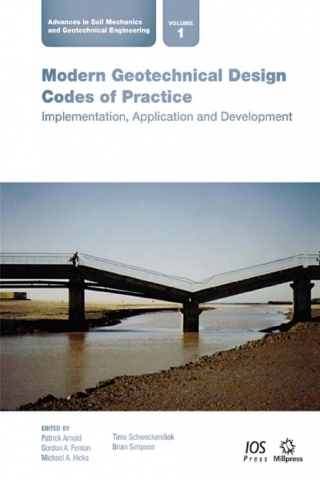 Advances in Soil Mechanics
and Geotechnical Engineering
VOLUME
1
Modern Geotechnical Design
Codes of Practice
Implementation, Application and Development
EDITED BY
Patrick Arnold
Gordon A. Fenton
Michael A. Hicks
Timo Schweckendiek
Brian Simpson
IOS
Press
Millpress